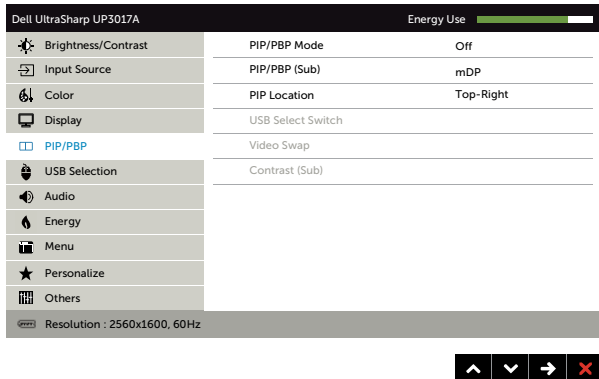 Dell UltraSharp UP3017A Energy Use
Brightness/Contrast PIP/PBP Mode Off
Input Source PIP/PBP (Sub) mDP
Color PIP Location Top-Right
Display USB Select Switch
PIP/PBP Video Swap
USB Selection Contrast (Sub)
Audio
Energy
Menu
Personalize
Others
Resolution : 2560x1600, 60Hz